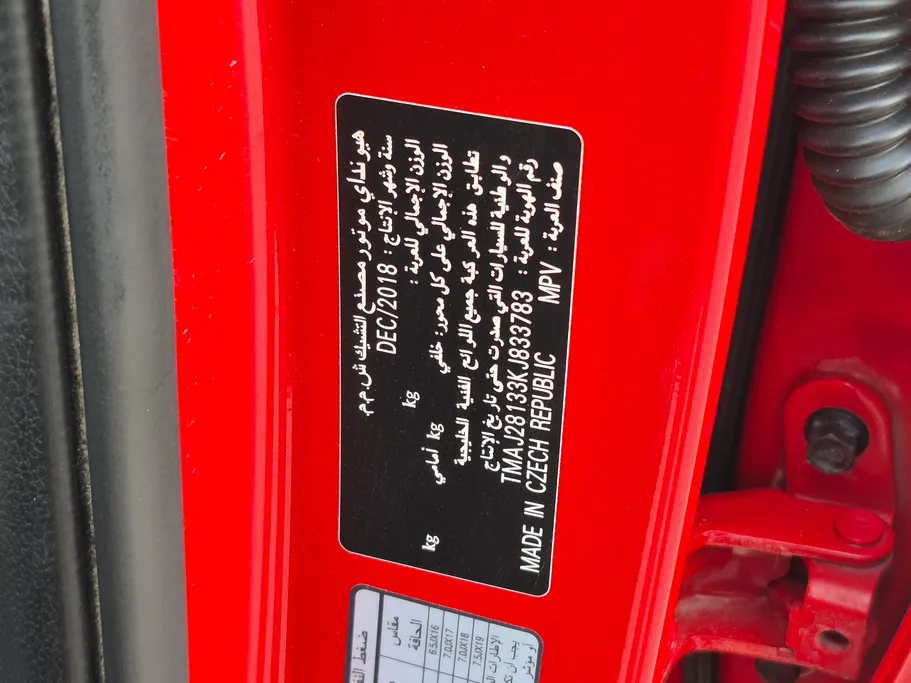 هيونداي موتور مصنع التشيك ش.م.م.
سنة وشهر الإنتاج : DEC/2018
الوزن الإجمالي للعربة : kg
الوزن الإجمالي على كل محور: خلفي kg أمامي kg
تطابق هذه المركبة جميع اللوائح الفنية الخليجية
والوطنية للسيارات التي صدرت حتى تاريخ الإنتاج
رقم الهوية للعربة : TMAJ28133KJ833783
صنف العربة : MPV MADE IN CZECH REPUBLIC
ضغط
مقاس
الحافة
6.5JX16
7.0JX17
7.0JX18
7.5JX19
الإطارات